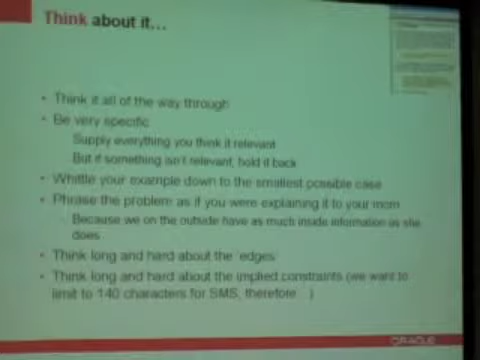 Think about it...
• Think it all of the way through
• Be very specific
Supply everything you think it relevant
But if something isn't relevant, hold it back
• Whittle your example down to the smallest possible case
• Phrase the problem as if you were explaining it to your mom
Because we on the outside have as much inside information as she
does
• Think long and hard about the 'edges'
• Think long and hard about the implied constraints (we want to
limit to 140 characters for SMS, therefore...)
ORACLE